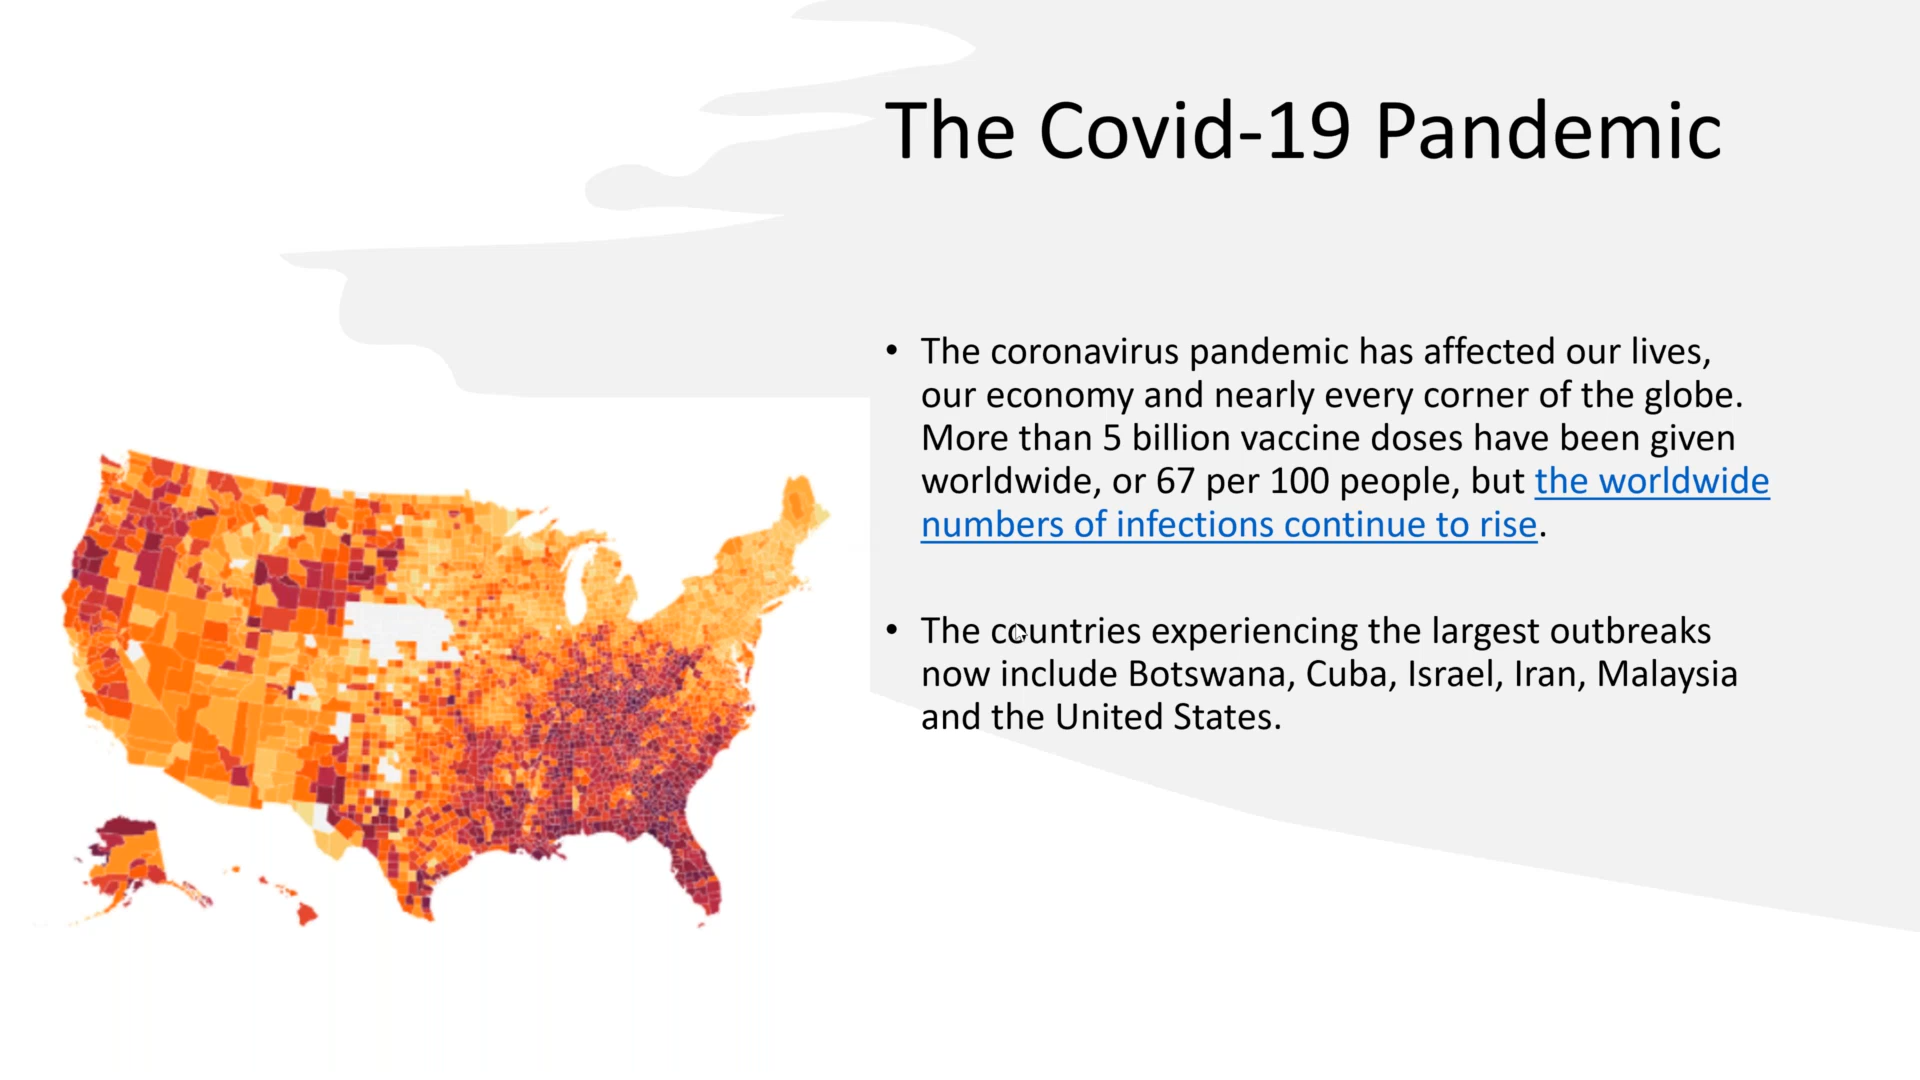 The Covid-19 Pandemic
• The coronavirus pandemic has affected our lives,
our economy and nearly every corner of the globe.
More than 5 billion vaccine doses have been given
worldwide, or 67 per 100 people, but the worldwide
numbers of infections continue to rise.
• The countries experiencing the largest outbreaks
now include Botswana, Cuba, Israel, Iran, Malaysia
and the United States.